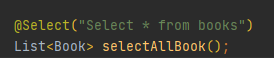 @Select("Select * from books")
List<Book> selectAllBook();